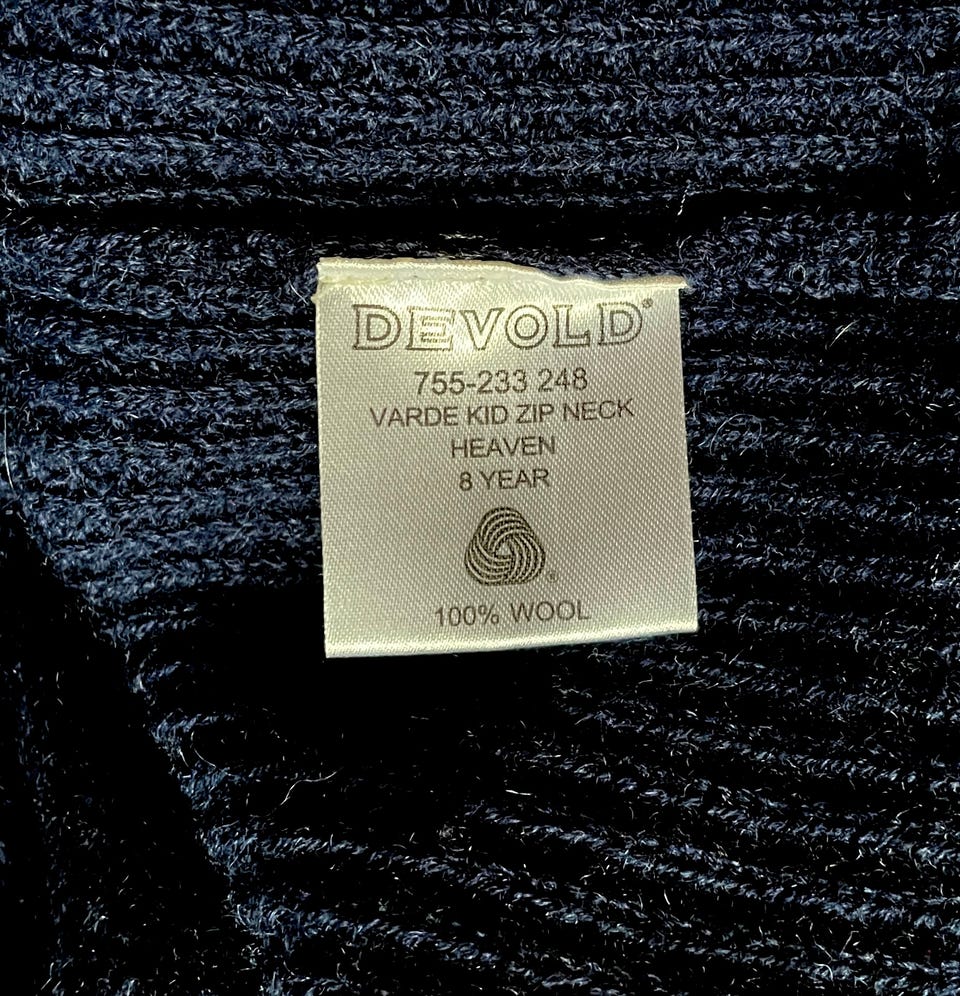 DEVOLD®
755-233 248
VARDE KID ZIP NECK
HEAVEN
8 YEAR
®
100% WOOL